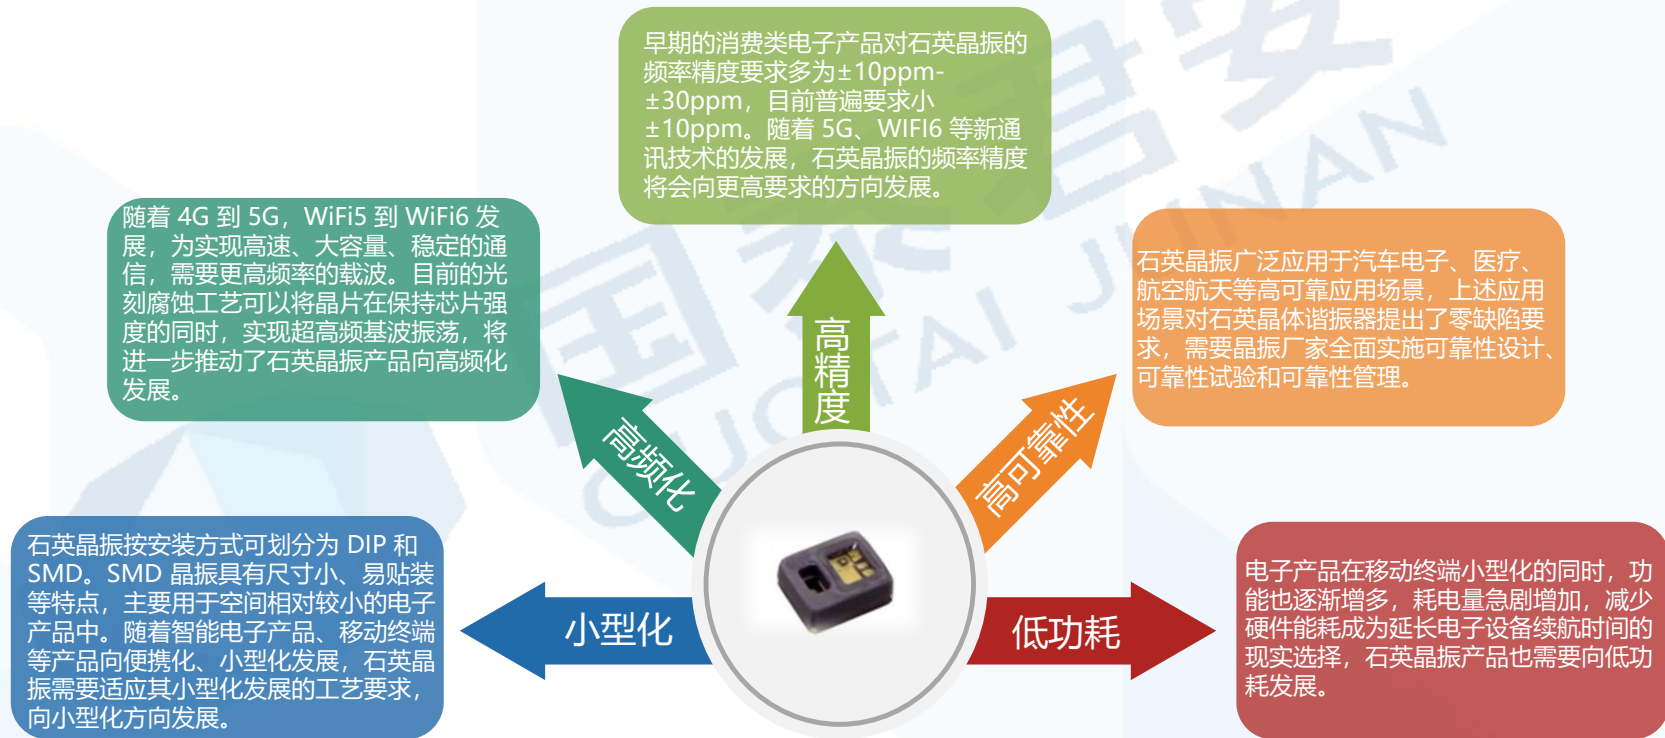 早期的消费类电子产品对石英晶振的
频率精度要求多为±10ppm-
±30ppm，目前普遍要求小
±10ppm。随着 5G、WIFI6 等新通
讯技术的发展，石英晶振的频率精度
将会向更高要求的方向发展。
随着 4G 到 5G，WiFi5 到 WiFi6 发
展，为实现高速、大容量、稳定的通
信，需要更高频率的载波。目前的光
刻腐蚀工艺可以将晶片在保持芯片强
度的同时，实现超高频基波振荡，将
进一步推动了石英晶振产品向高频化
发展。
石英晶振广泛应用于汽车电子、医疗、
航空航天等高可靠应用场景，上述应用
场景对石英晶体谐振器提出了零缺陷要
求，需要晶振厂家全面实施可靠性设计、
可靠性试验和可靠性管理。
高精度
高频化
高可靠性
石英晶振按安装方式可划分为 DIP 和
SMD。SMD 晶振具有尺寸小、易贴装
等特点，主要用于空间相对较小的电子
产品中。随着智能电子产品、移动终端
等产品向便携化、小型化发展，石英晶
振需要适应其小型化发展的工艺要求，
向小型化方向发展。
小型化
低功耗
电子产品在移动终端小型化的同时，功
能也逐渐增多，耗电量急剧增加，减少
硬件能耗成为延长电子设备续航时间的
现实选择，石英晶振产品也需要向低功
耗发展。
国泰君安
GUOTAI JUNAN